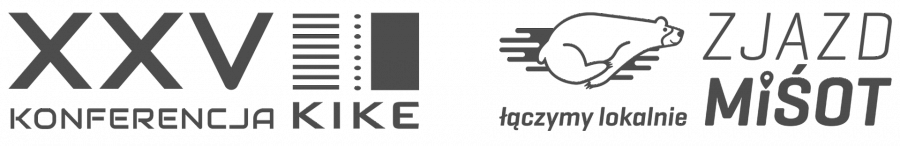 XXV
KONFERENCJA KIKE
łączymy lokalnie
ZJAZD
MiŚOT